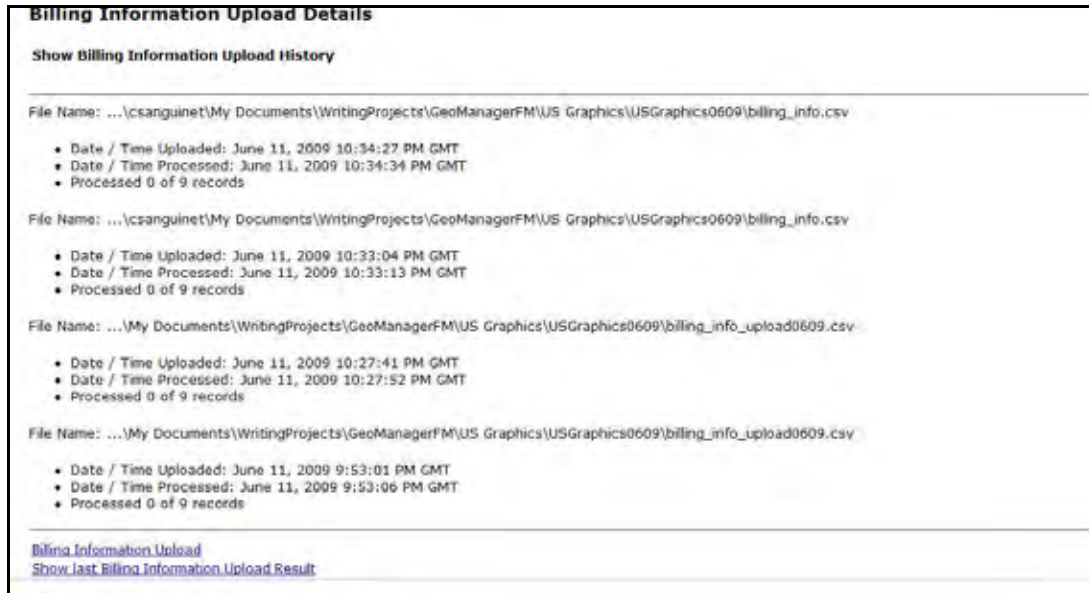 Billing Information Upload Details
Show Billing Information Upload History
File Name: ...\csanguinet\My Documents\WritingProjects\GeoManagerFM\US Graphics\USGraphics0609\billing_info.csv
• Date / Time Uploaded: June 11, 2009 10:34:27 PM GMT
• Date / Time Processed: June 11, 2009 10:34:34 PM GMT
• Processed 0 of 9 records
File Name: ...\csanguinet\My Documents\WritingProjects\GeoManagerFM\US Graphics\USGraphics0609\billing_info.csv
• Date / Time Uploaded: June 11, 2009 10:33:04 PM GMT
• Date / Time Processed: June 11, 2009 10:33:13 PM GMT
• Processed 0 of 9 records
File Name: ...\My Documents\WritingProjects\GeoManagerFM\US Graphics\USGraphics0609\billing_info_upload0609.csv
• Date / Time Uploaded: June 11, 2009 10:27:41 PM GMT
• Date / Time Processed: June 11, 2009 10:27:52 PM GMT
• Processed 0 of 9 records
File Name: ...\My Documents\WritingProjects\GeoManagerFM\US Graphics\USGraphics0609\billing_info_upload0609.csv
• Date / Time Uploaded: June 11, 2009 9:53:01 PM GMT
• Date / Time Processed: June 11, 2009 9:53:06 PM GMT
• Processed 0 of 9 records
Billing Information Upload
Show last Billing Information Upload Result